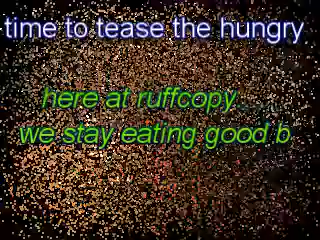 time to tease the hungry
here at ruffcopy
we stay eating good b